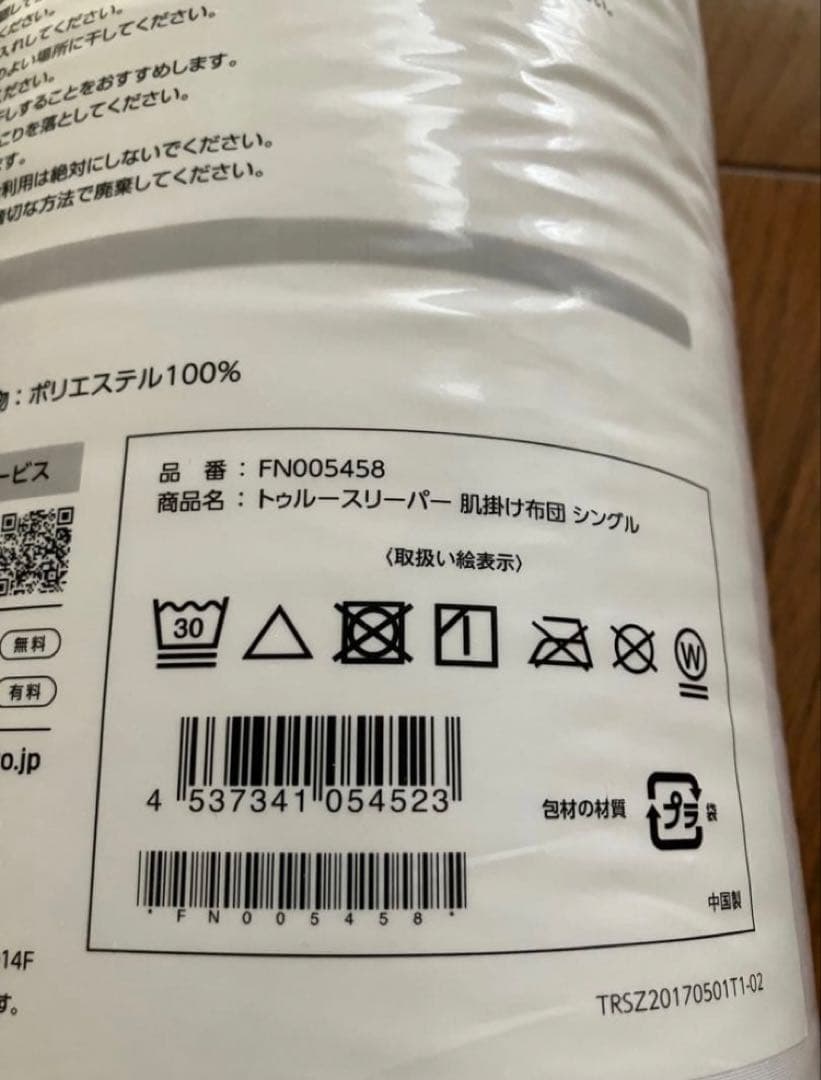 ください。
入れしてください。
よい場所に干してください。
ください。
干しすることをおすすめします。
こりを落としてください。
ます。
利用は絶対にしないでください。
適切な方法で廃棄してください。
物：ポリエステル100%
ービス
品 番：FN005458
商品名：トゥルースリーパー 肌掛け布団 シングル
〈取扱い絵表示〉
30
W
無料
有料
o.jp
4 537341 054523
包材の材質
プラ
袋
*FN005458*
中国製
14F
す。
TRSZ20170501T1-02